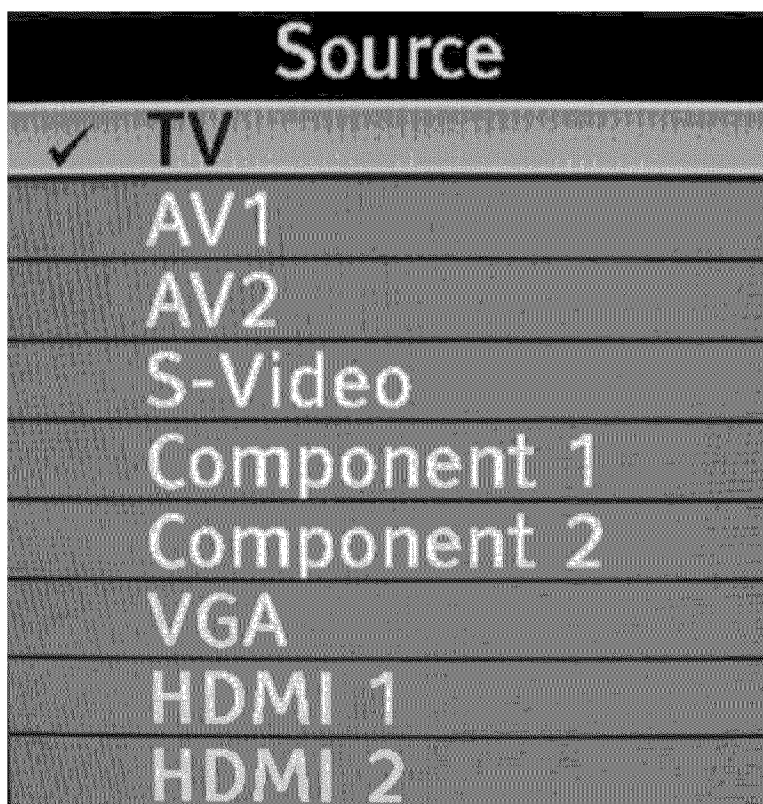 Source
✓ TV
AV1
AV2
S-Video
Component 1
Component 2
VGA
HDMI 1
HDMI 2